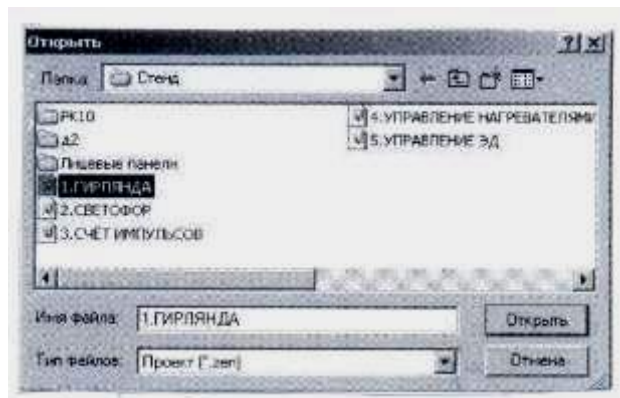 Открыть
Папка: Стенд
РК10
д2
Лицевые панели
1.ГИРЛЯНДА
2.СВЕТОФОР
3.СЧЁТ ИМПУЛЬСОВ
4.УПРАВЛЕНИЕ НАГРЕВАТЕЛЯМИ
5.УПРАВЛЕНИЕ ЭД
Имя файла: 1.ГИРЛЯНДА
Открыть
Тип файлов: Проект (*.zen)
Отмена